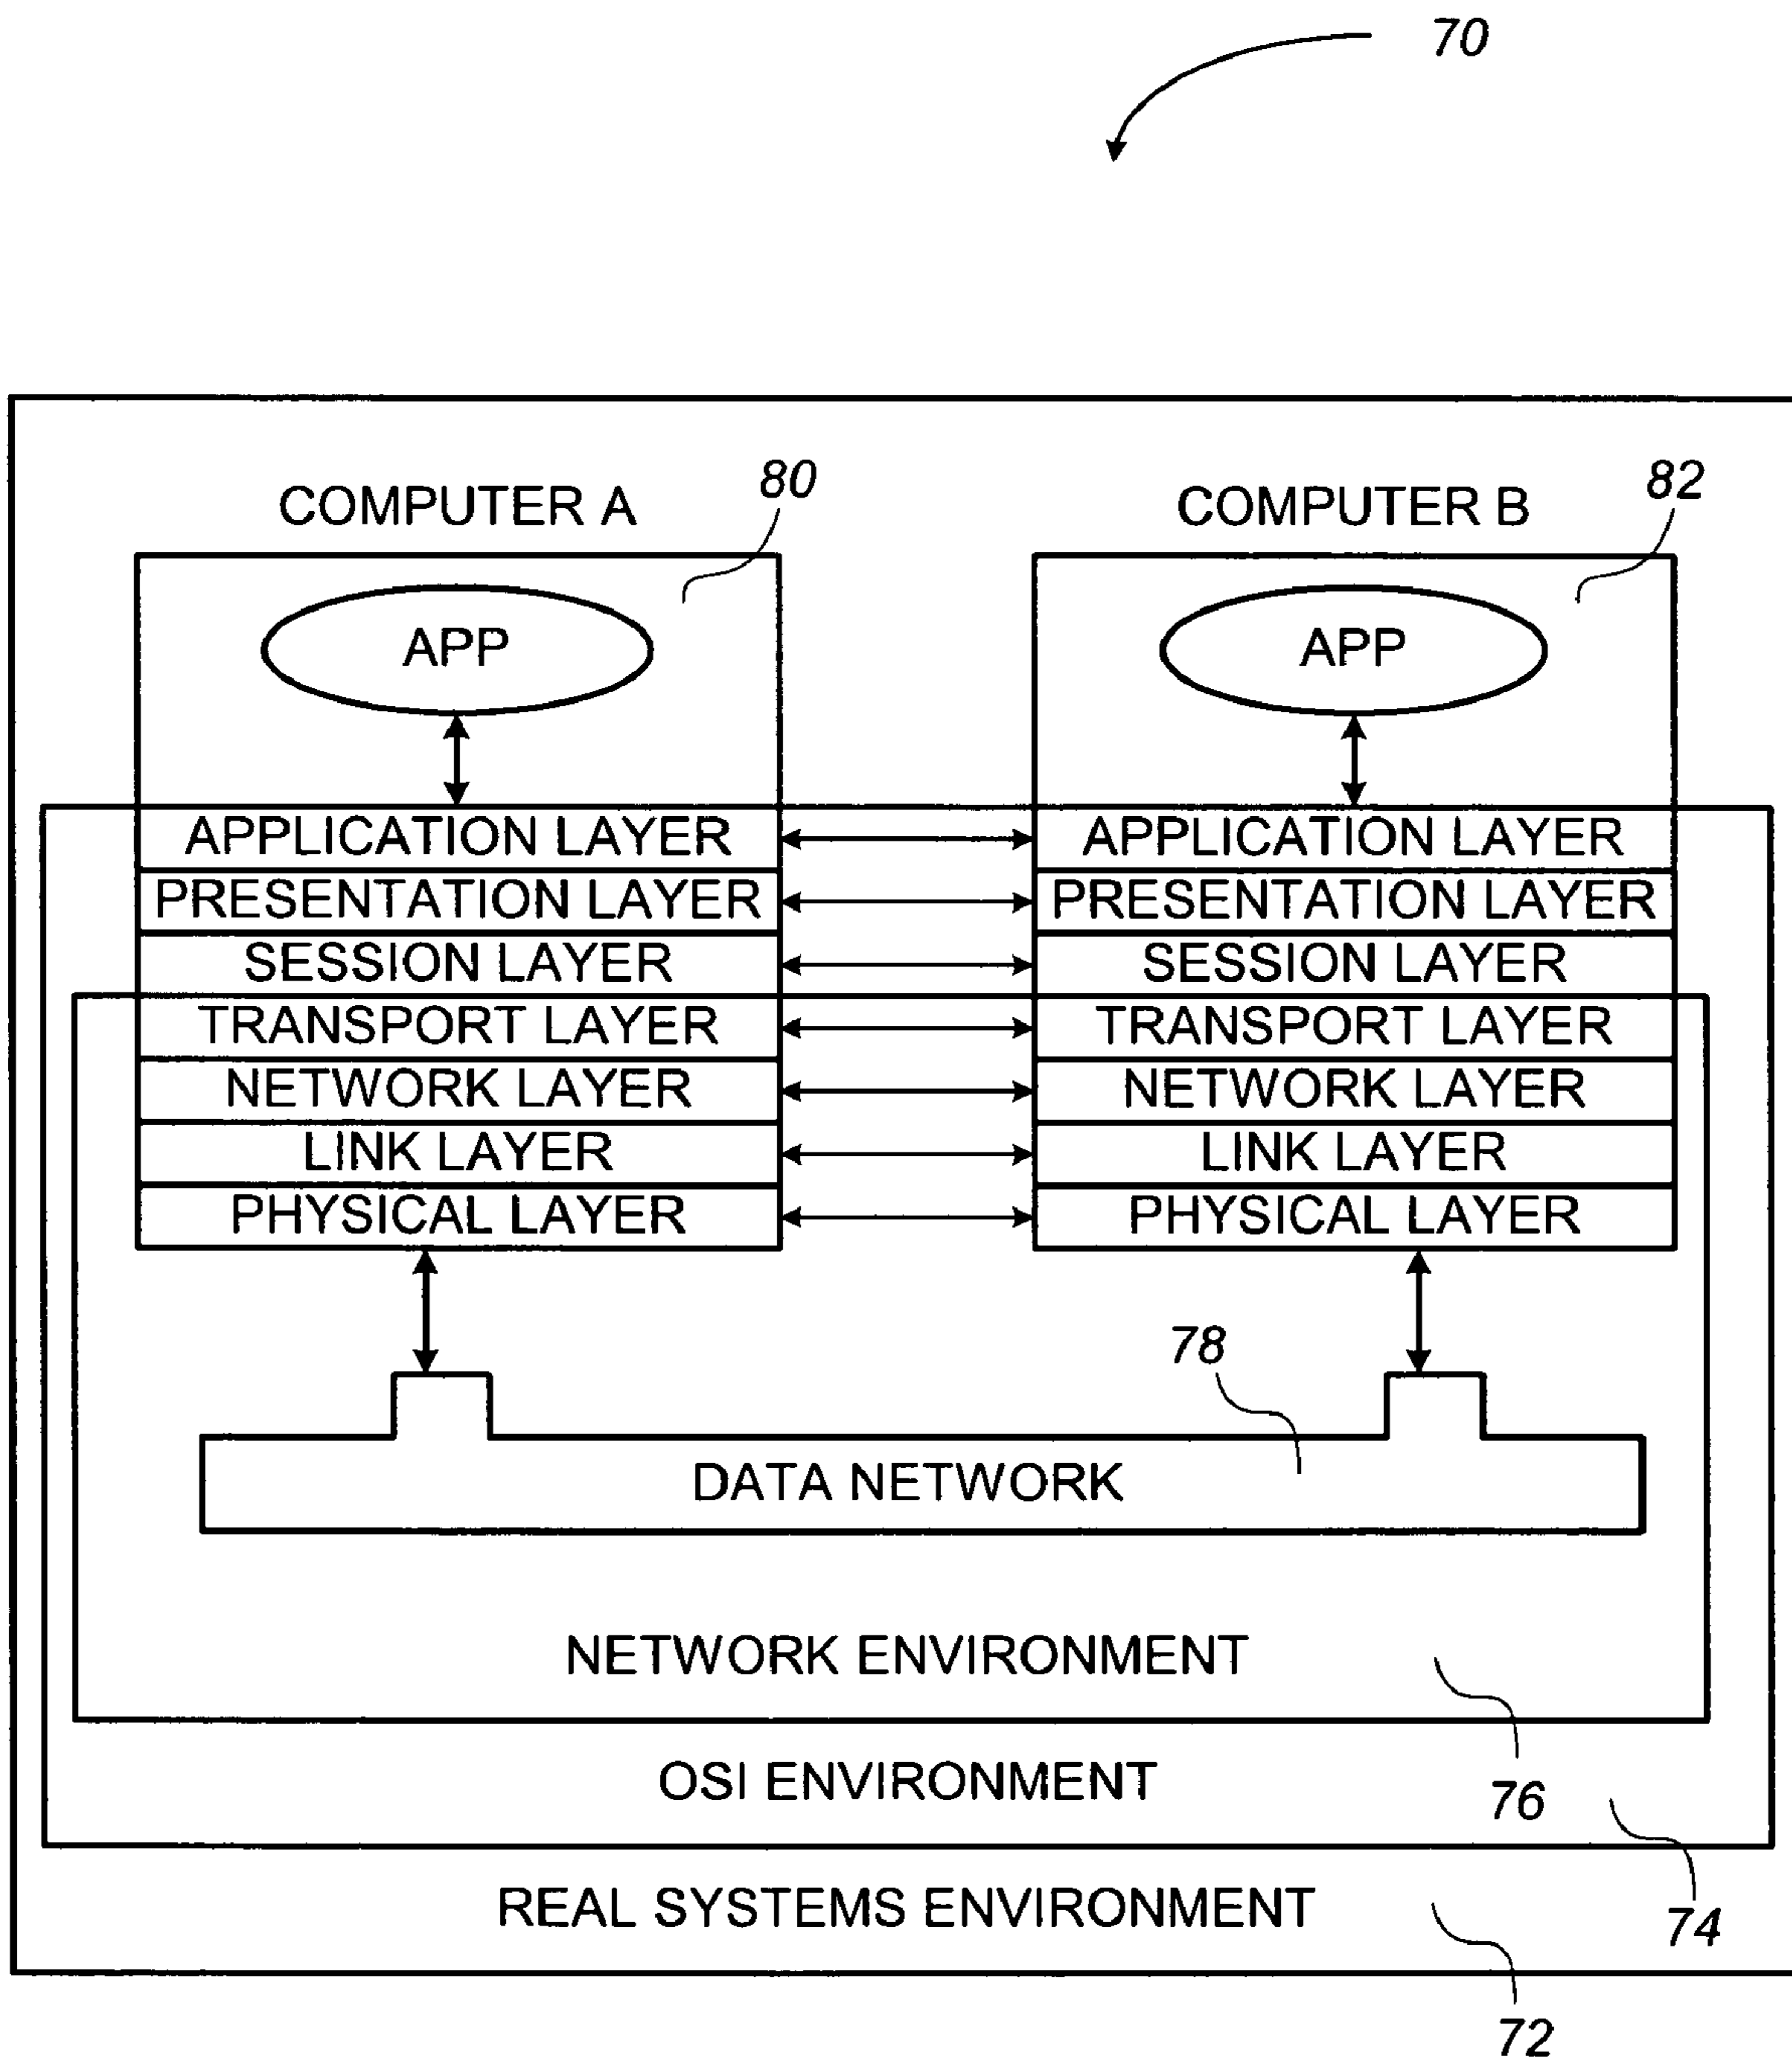 70
COMPUTER A
80
COMPUTER B
82
APP
APP
APPLICATION LAYER
APPLICATION LAYER
PRESENTATION LAYER
PRESENTATION LAYER
SESSION LAYER
SESSION LAYER
TRANSPORT LAYER
TRANSPORT LAYER
NETWORK LAYER
NETWORK LAYER
LINK LAYER
LINK LAYER
PHYSICAL LAYER
PHYSICAL LAYER
78
DATA NETWORK
NETWORK ENVIRONMENT
76
OSI ENVIRONMENT
74
REAL SYSTEMS ENVIRONMENT
72